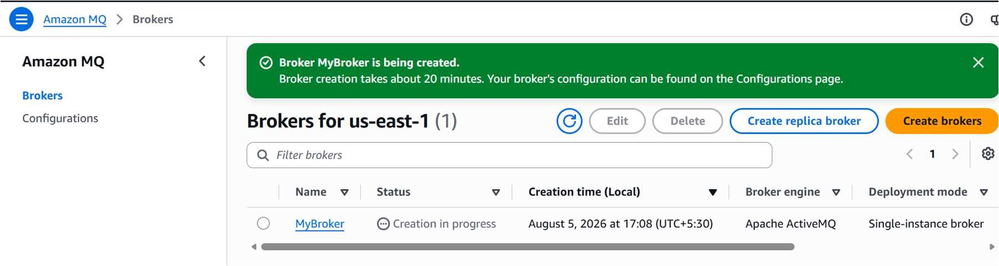 Amazon MQ > Brokers
Amazon MQ
Brokers
Configurations
Broker MyBroker is being created.
Broker creation takes about 20 minutes. Your broker's configuration can be found on the Configurations page.
Brokers for us-east-1 (1)
Edit
Delete
Create replica broker
Create brokers
Filter brokers
1
Name Status Creation time (Local) Broker engine Deployment mode
MyBroker Creation in progress August 5, 2026 at 17:08 (UTC+5:30) Apache ActiveMQ Single-instance broker